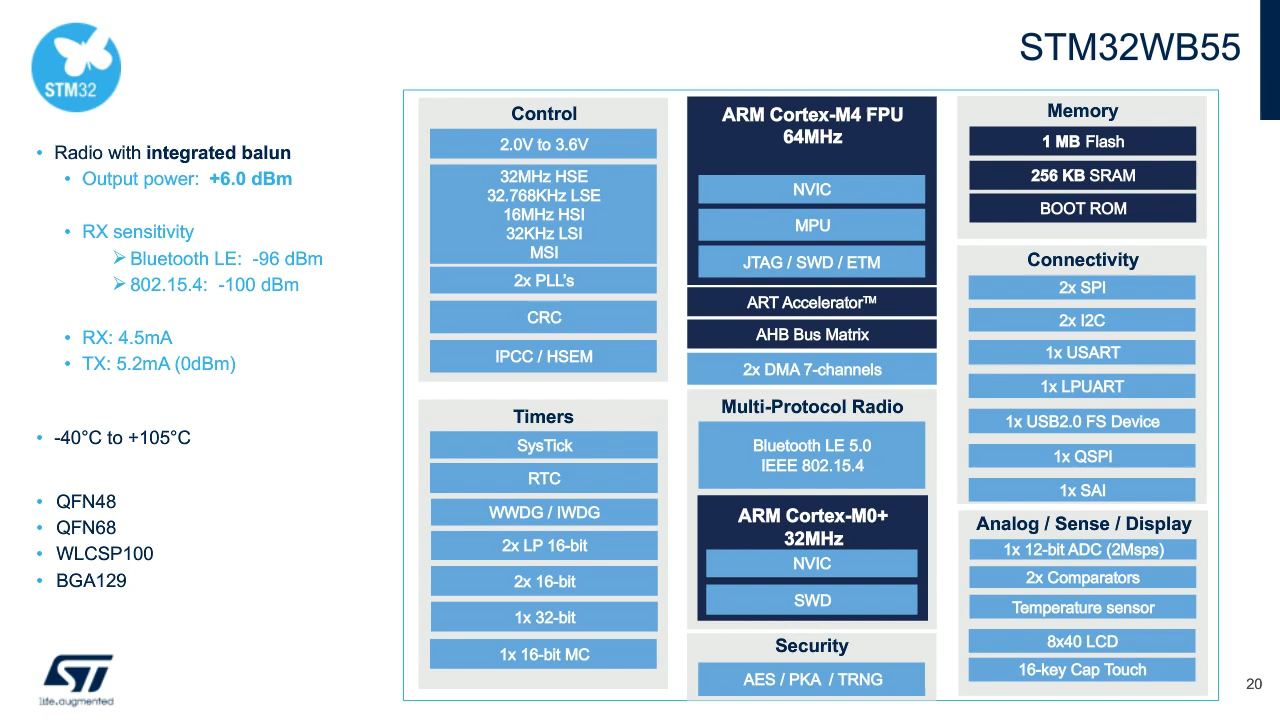 STM32
STM32WB55
• Radio with integrated balun
• Output power: +6.0 dBm
• RX sensitivity
➢ Bluetooth LE: -96 dBm
➢ 802.15.4: -100 dBm
• RX: 4.5mA
• TX: 5.2mA (0dBm)
• -40°C to +105°C
• QFN48
• QFN68
• WLCSP100
• BGA129
Control
2.0V to 3.6V
32MHz HSE
32.768KHz LSE
16MHz HSI
32KHz LSI
MSI
2x PLL's
CRC
IPCC / HSEM
Timers
SysTick
RTC
WWDG / IWDG
2x LP 16-bit
2x 16-bit
1x 32-bit
1x 16-bit MC
ARM Cortex-M4 FPU
64MHz
NVIC
MPU
JTAG / SWD / ETM
ART Accelerator™
AHB Bus Matrix
2x DMA 7-channels
Multi-Protocol Radio
Bluetooth LE 5.0
IEEE 802.15.4
ARM Cortex-M0+
32MHz
NVIC
SWD
Security
AES / PKA / TRNG
Memory
1 MB Flash
256 KB SRAM
BOOT ROM
Connectivity
2x SPI
2x I2C
1x USART
1x LPUART
1x USB2.0 FS Device
1x QSPI
1x SAI
Analog / Sense / Display
1x 12-bit ADC (2Msps)
2x Comparators
Temperature sensor
8x40 LCD
16-key Cap Touch
ST
life.augmented
20